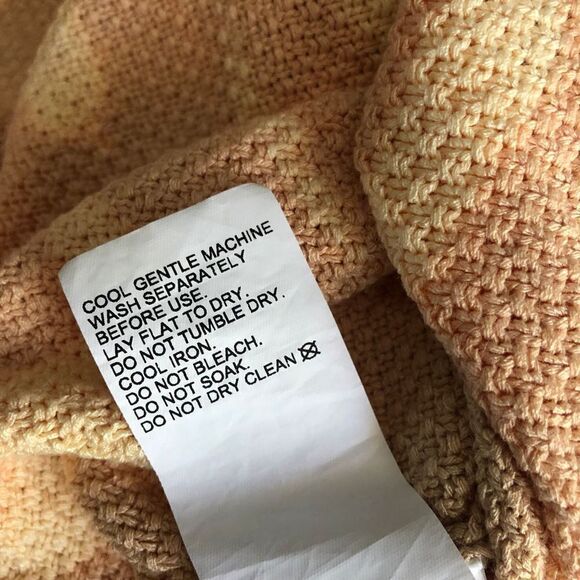 COOL GENTLE MACHINE
WASH SEPARATELY
BEFORE USE.
LAY FLAT TO DRY.
DO NOT TUMBLE DRY.
COOL IRON.
DO NOT BLEACH.
DO NOT SOAK.
DO NOT DRY CLEAN